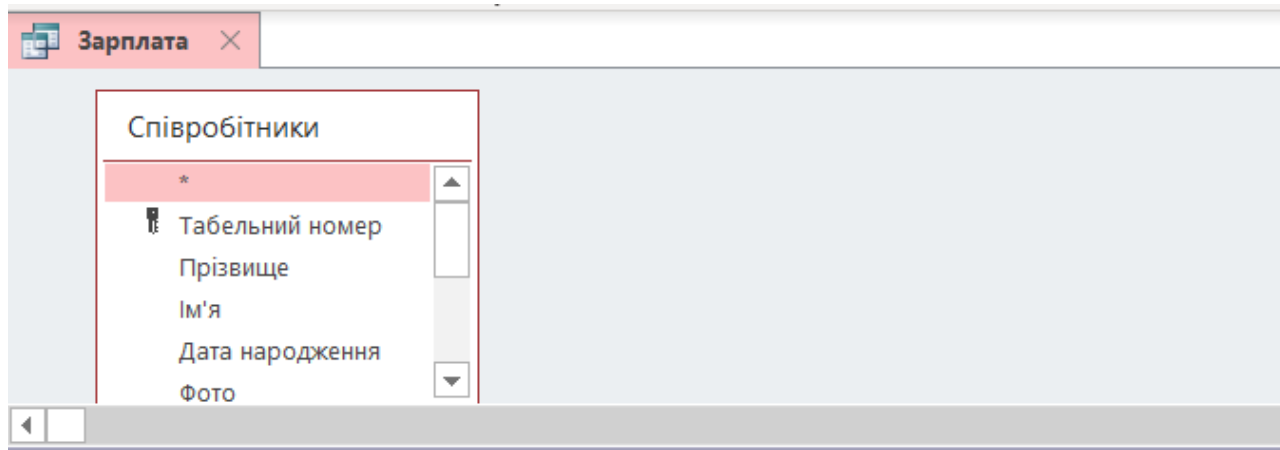 Зарплата
Співробітники
*
Табельний номер
Прізвище
Ім'я
Дата народження
Фото